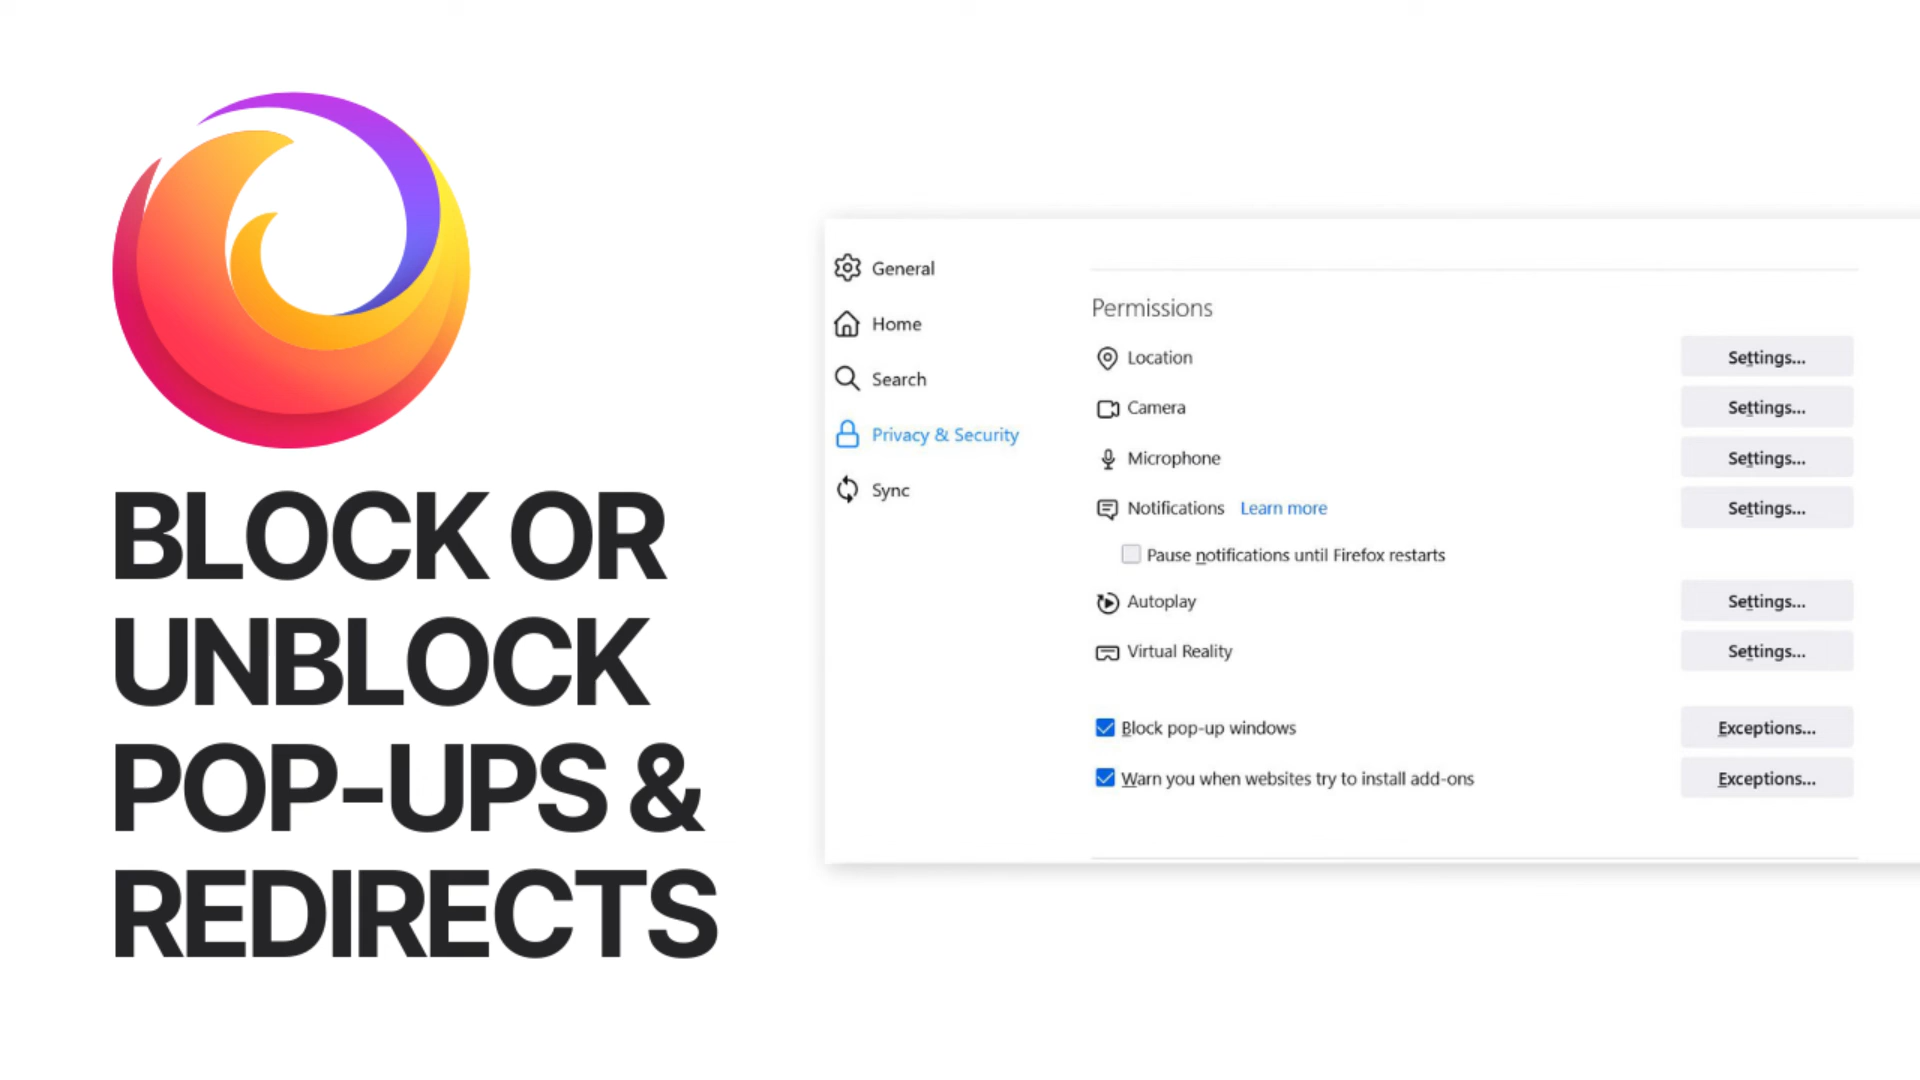 BLOCK OR
UNBLOCK
POP-UPS &
REDIRECTS
General
Home
Search
Privacy & Security
Sync
Permissions
Location
Settings...
Camera
Settings...
Microphone
Settings...
Notifications Learn more
Settings...
Pause notifications until Firefox restarts
Autoplay
Settings...
Virtual Reality
Settings...
Block pop-up windows
Exceptions...
Warn you when websites try to install add-ons
Exceptions...